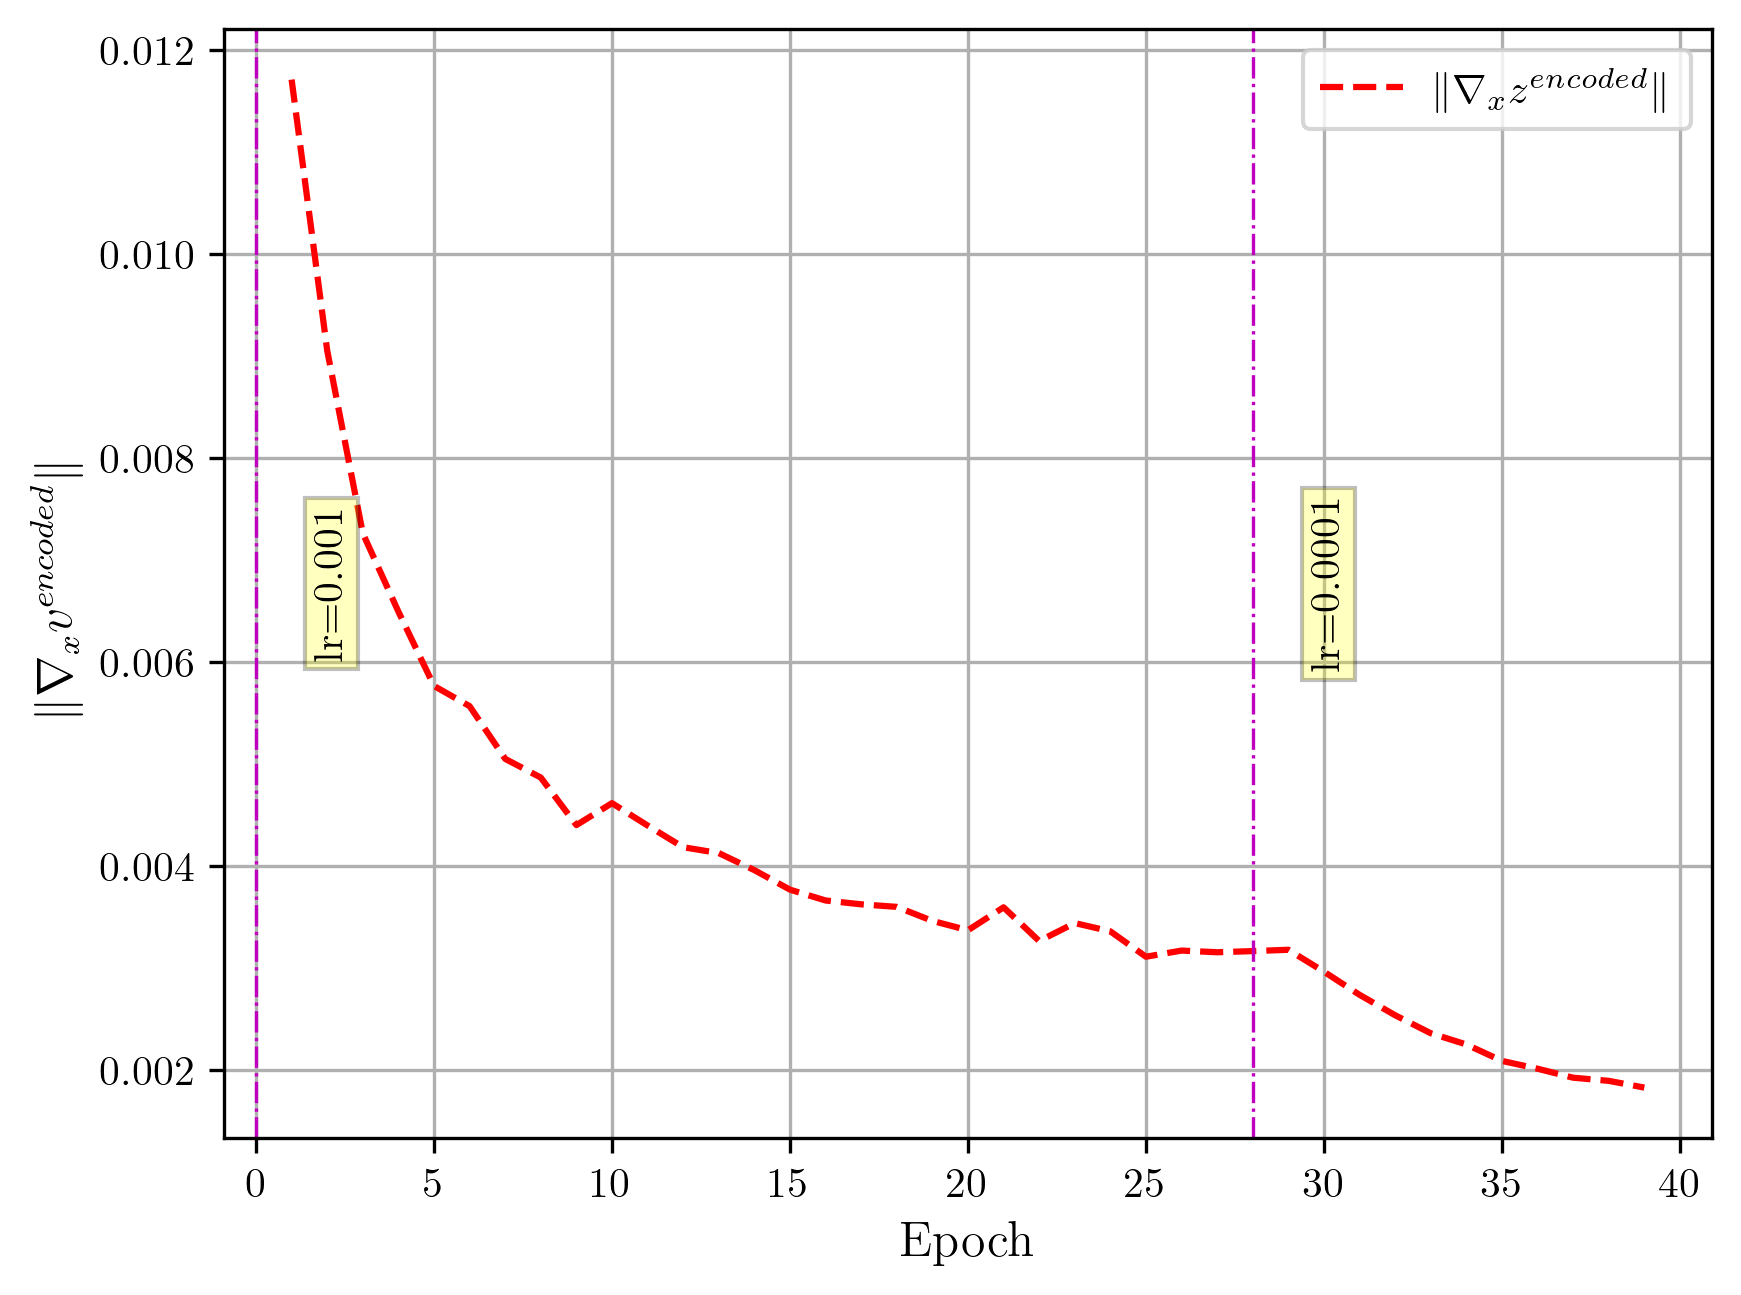 0.012
0.010
0.008
0.006
0.004
0.002
‖∇ₓv^{encoded}‖
‖∇ₓz^{encoded}‖
lr=0.001
lr=0.0001
0 5 10 15 20 25 30 35 40
Epoch